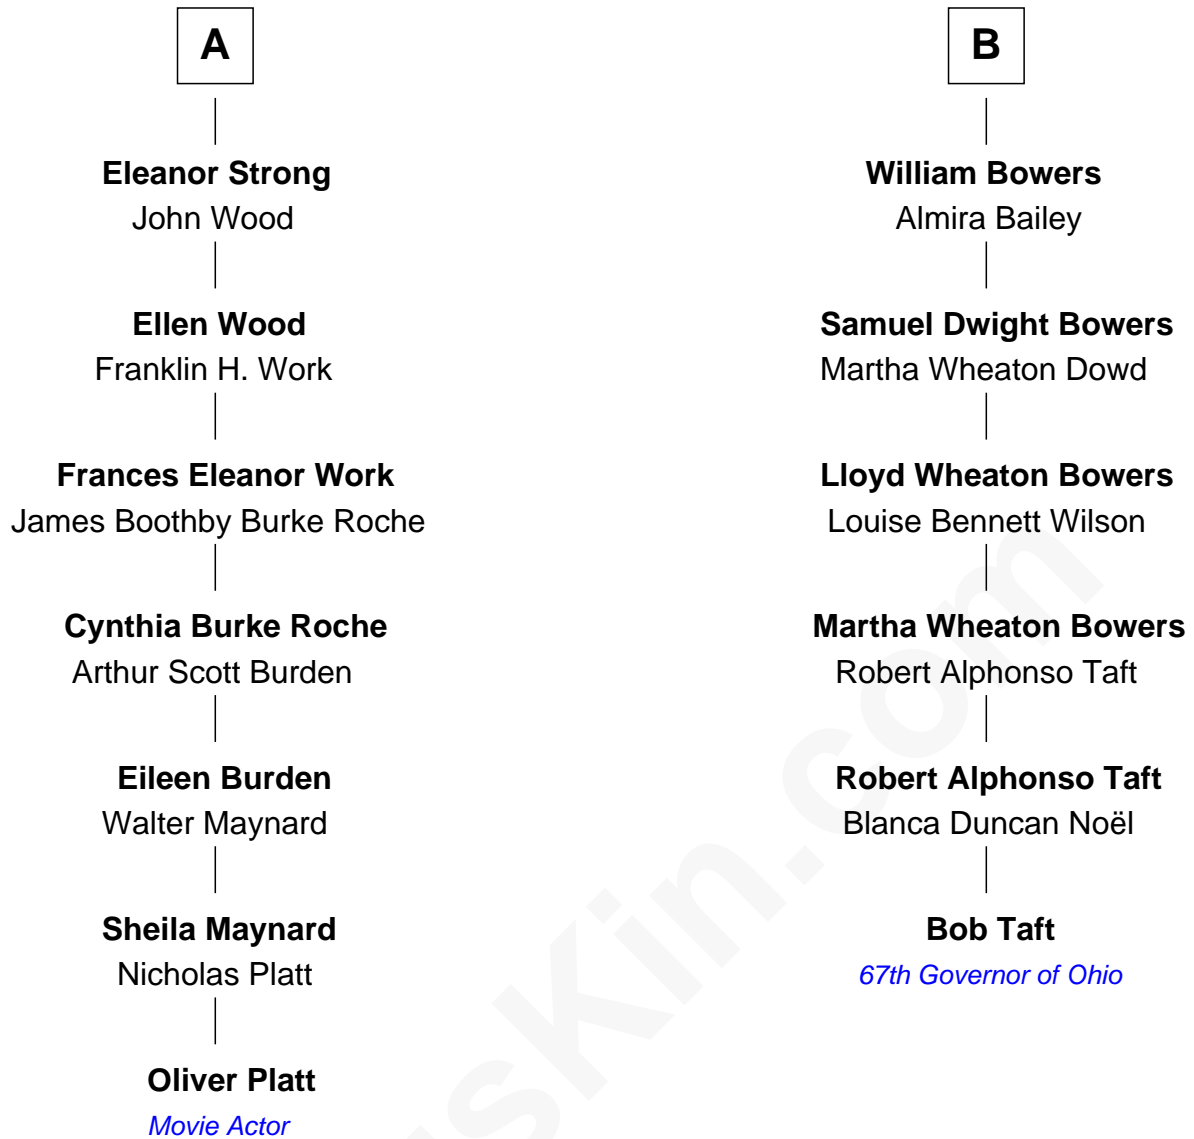 A
Eleanor Strong
John Wood
Ellen Wood
Franklin H. Work
Frances Eleanor Work
James Boothby Burke Roche
Cynthia Burke Roche
Arthur Scott Burden
Eileen Burden
Walter Maynard
Sheila Maynard
Nicholas Platt
Oliver Platt
Movie Actor
B
William Bowers
Almira Bailey
Samuel Dwight Bowers
Martha Wheaton Dowd
Lloyd Wheaton Bowers
Louise Bennett Wilson
Martha Wheaton Bowers
Robert Alphonso Taft
Robert Alphonso Taft
Blanca Duncan Noël
Bob Taft
67th Governor of Ohio